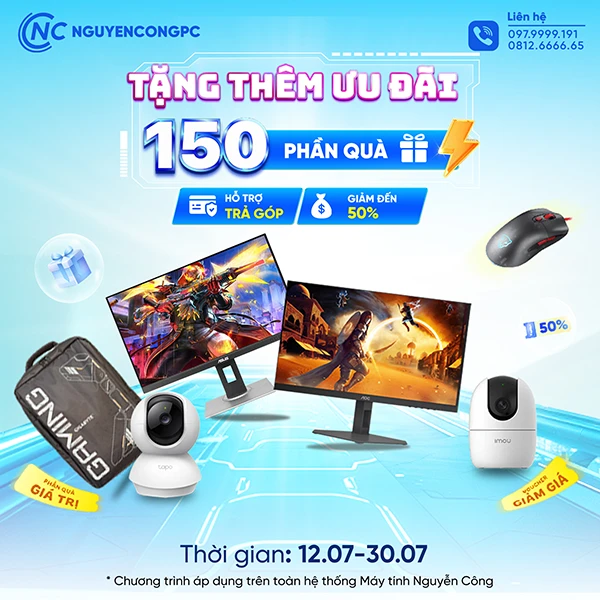 NC NGUYENCONGPC
Liên hệ
097.9999.191
0812.6666.65
TẶNG THÊM ƯU ĐÃI
150 PHẦN QUÀ
HỖ TRỢ
TRẢ GÓP
GIẢM ĐẾN
50%
50%
ASUS
AOC
GAMING
GIGABYTE
tapo
imou
PHẦN QUÀ
GIÁ TRỊ
VOUCHER
GIẢM GIÁ
Thời gian: 12.07-30.07
* Chương trình áp dụng trên toàn hệ thống Máy tính Nguyễn Công